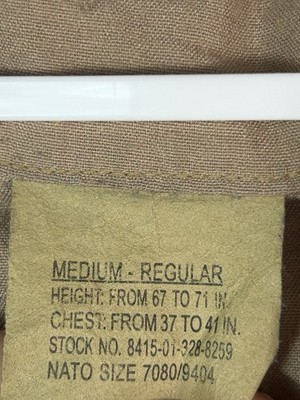 MEDIUM - REGULAR
HEIGHT: FROM 67 TO 71 IN.
CHEST: FROM 37 TO 41 IN.
STOCK NO. 8415-01-328-8259
NATO SIZE 7080/9404